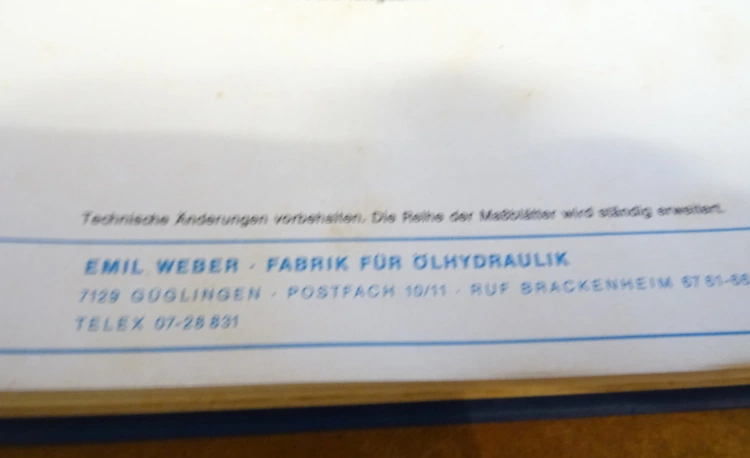 Technische Änderungen vorbehalten. Die Reihe der Maßblätter wird ständig erweitert.
EMIL WEBER · FABRIK FÜR ÖLHYDRAULIK
7129 GÜGLINGEN · POSTFACH 10/11 · RUF BRACKENHEIM
TELEX 07-28 831